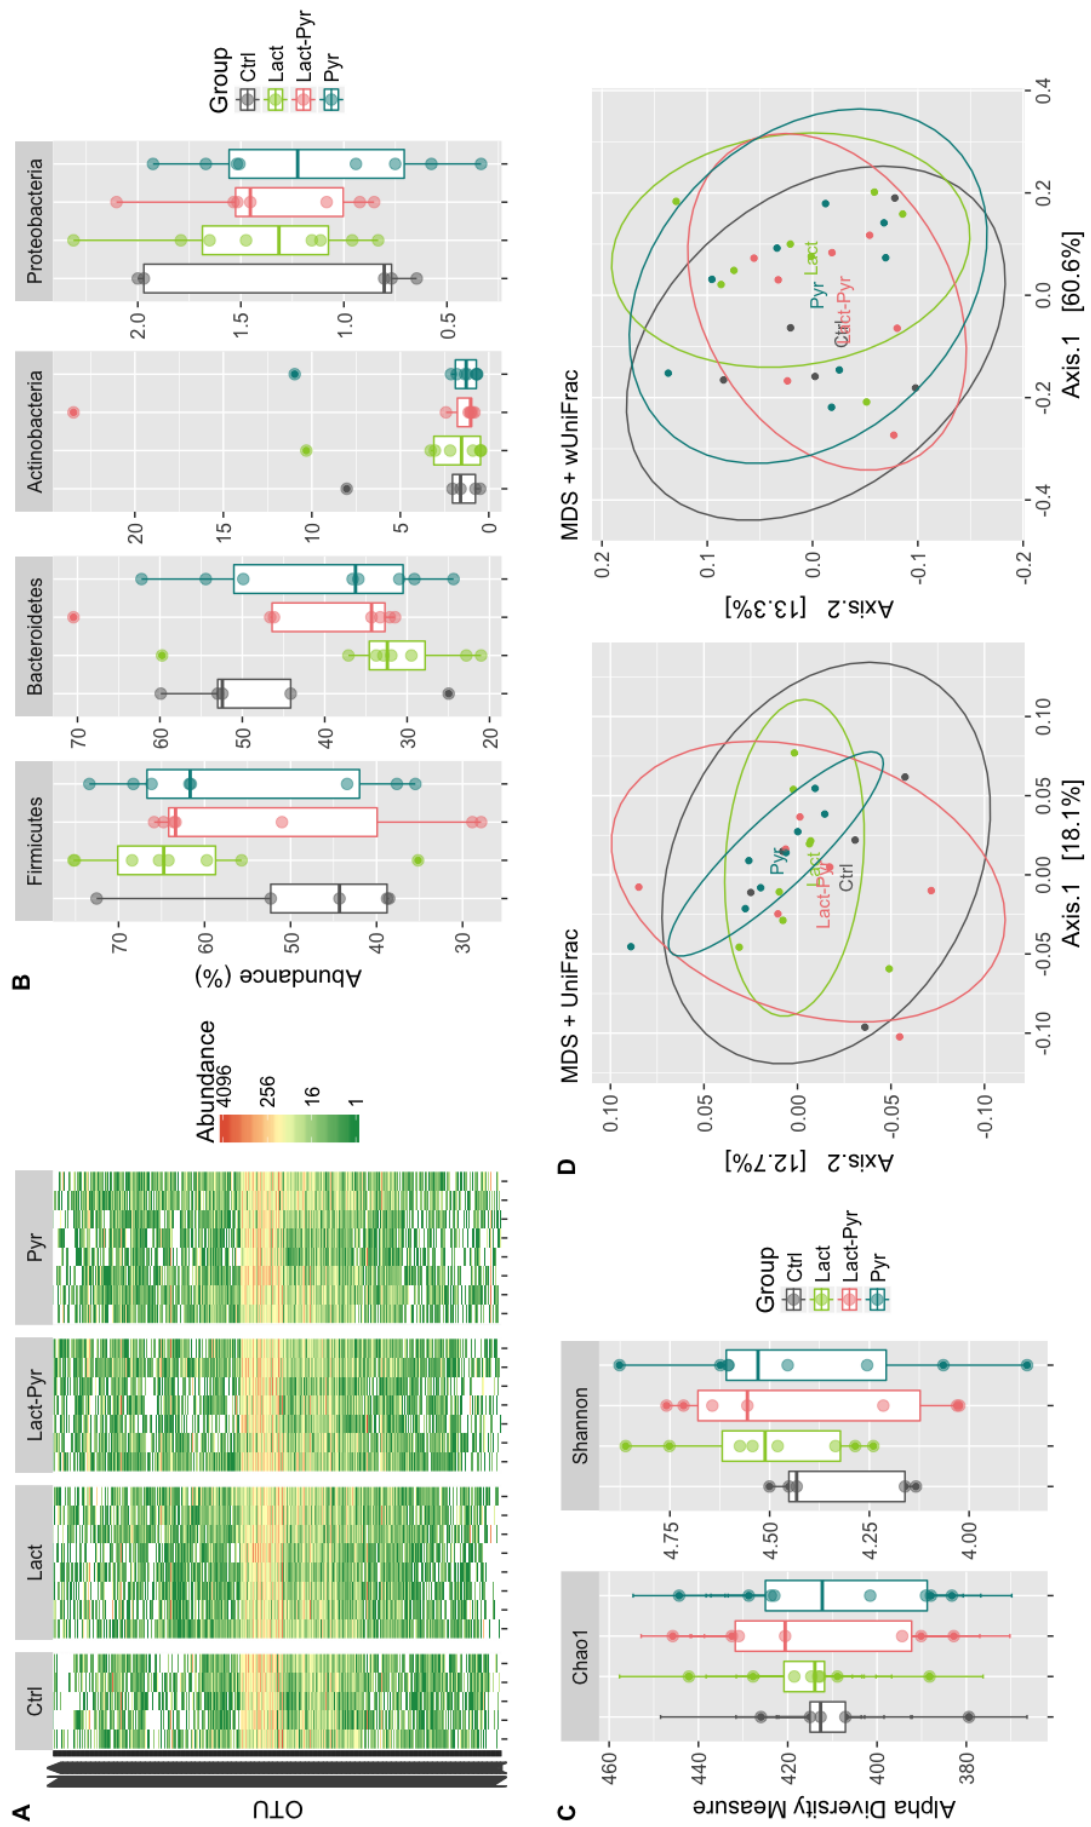 A
Ctrl
Lact
Lact-Pyr
Pyr
OTU
Abundance
4096
256
16
1
B
Firmicutes
Bacteroidetes
Actinobacteria
Proteobacteria
Abundance (%)
70
60
50
40
30
70
60
50
40
30
20
20
15
10
5
0
2.0
1.5
1.0
0.5
Group
Ctrl
Lact
Lact-Pyr
Pyr
C
Chao1
Shannon
Alpha Diversity Measure
460
440
420
400
380
4.75
4.50
4.25
4.00
Group
Ctrl
Lact
Lact-Pyr
Pyr
D
MDS + UniFrac
Axis.2 [12.7%]
0.10
0.05
0.00
-0.05
-0.10
Pyr
Lact
Lact-Pyr
Ctrl
-0.10
-0.05
0.00
0.05
0.10
Axis.1 [18.1%]
MDS + wUniFrac
Axis.2 [13.3%]
0.2
0.1
0.0
-0.1
-0.2
Lact
Pyr
Ctrl
Lact-Pyr
-0.4
-0.2
0.0
0.2
0.4
Axis.1 [60.6%]